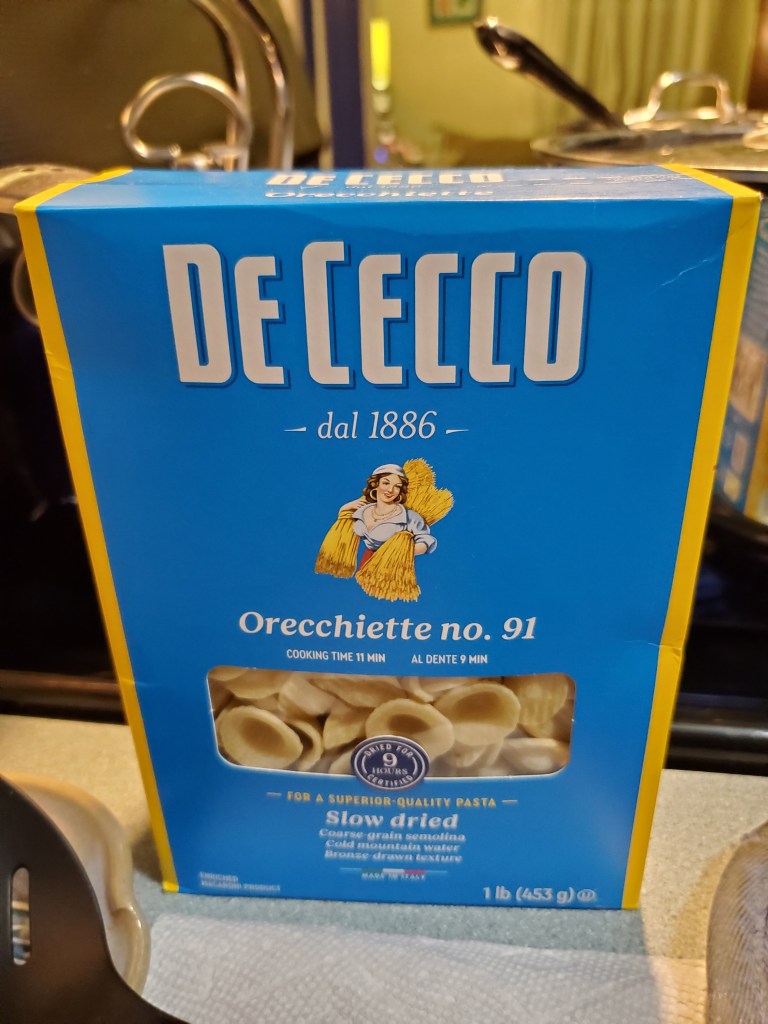 DE CECCO
Orecchiette
DE CECCO
dal 1886
Orecchiette no. 91
COOKING TIME 11 MIN AL DENTE 9 MIN
DRIED FOR
9
HOURS
CERTIFIED
FOR A SUPERIOR-QUALITY PASTA
Slow dried
Coarse-grain semolina
Cold mountain water
Bronze-drawn texture
MADE IN ITALY
ENRICHED
MACARONI PRODUCT
1 lb (453 g)